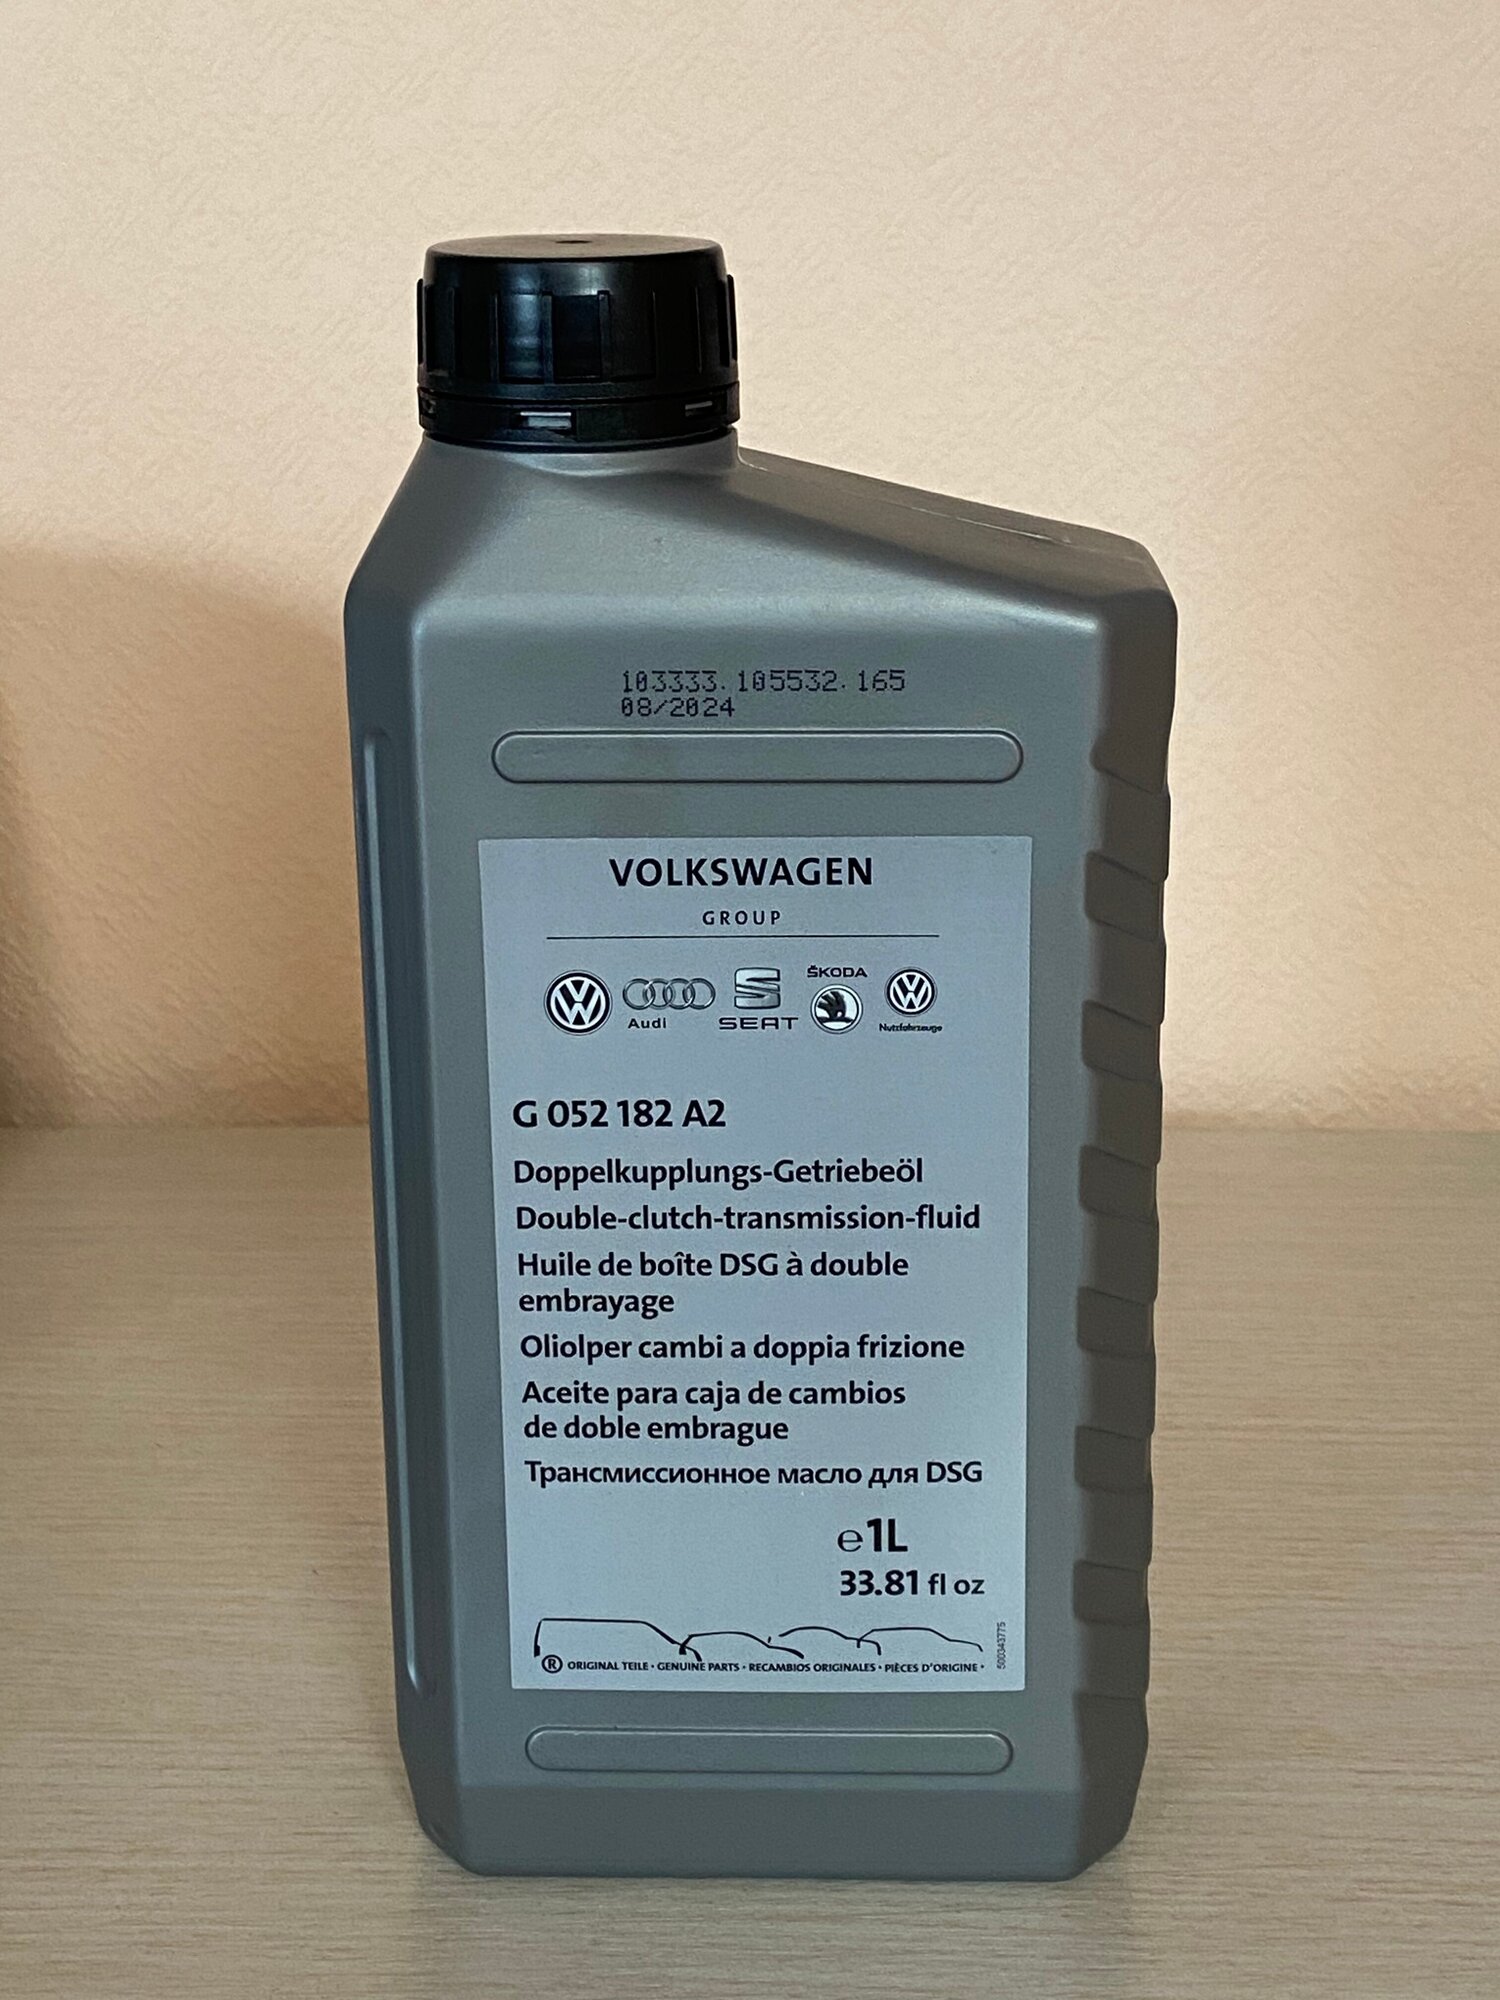 103333. 105532. 165
08/2024
VOLKSWAGEN
GROUP
Audi
SEAT
ŠKODA
Nutzfahrzeuge
G 052 182 A2
Doppelkupplungs-Getriebeöl
Double-clutch-transmission-fluid
Huile de boîte DSG à double
embrayage
Oliolper cambi a doppia frizione
Aceite para caja de cambios
de doble embrague
Трансмиссионное масло для DSG
e 1L
33.81 fl oz
® ORIGINAL TEILE · GENUINE PARTS · RECAMBIOS ORIGINALES · PIÈCES D'ORIGINE ·
500343775